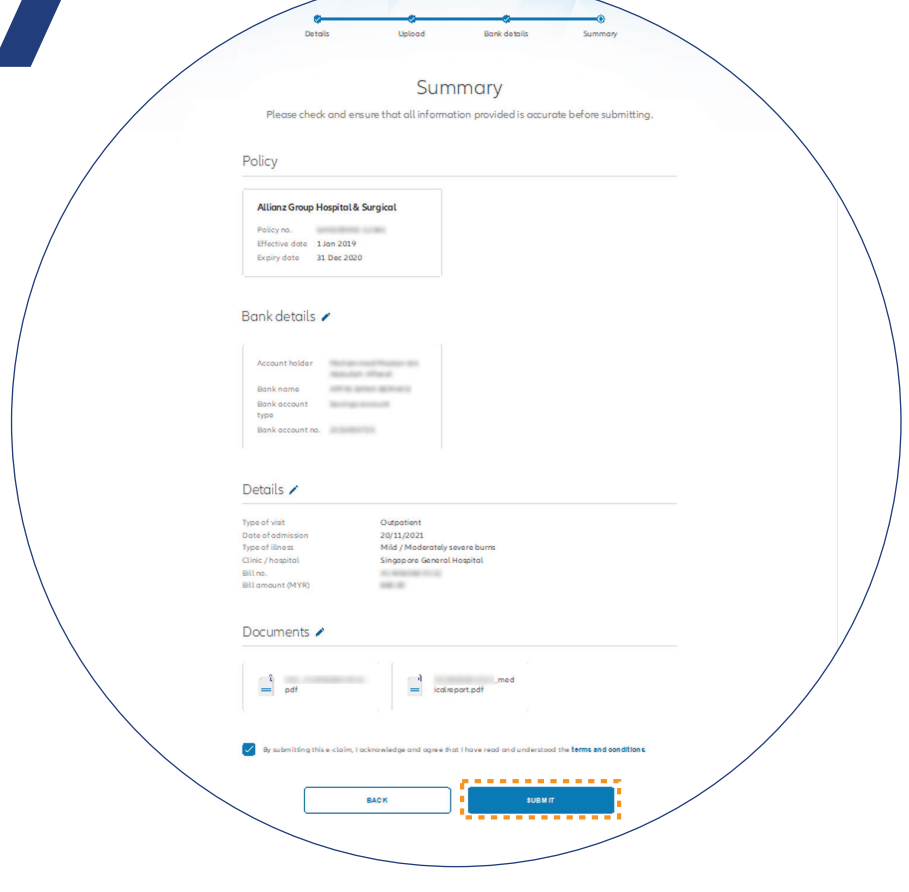 Details Upload Bank details Summary
Summary
Please check and ensure that all information provided is accurate before submitting.
Policy
Allianz Group Hospital & Surgical
Policy no.
Effective date 1 Jan 2019
Expiry date 31 Dec 2020
Bank details
Account holder
Bank name
Bank account
type
Bank account no.
Details
Type of visit Outpatient
Date of admission 20/11/2021
Type of illness Mild / Moderately severe burns
Clinic / hospital Singapore General Hospital
Bill no.
Bill amount (MYR)
Documents
pdf
_med
icalreport.pdf
By submitting this e-claim, I acknowledge and agree that I have read and understood the terms and conditions
BACK SUBMIT